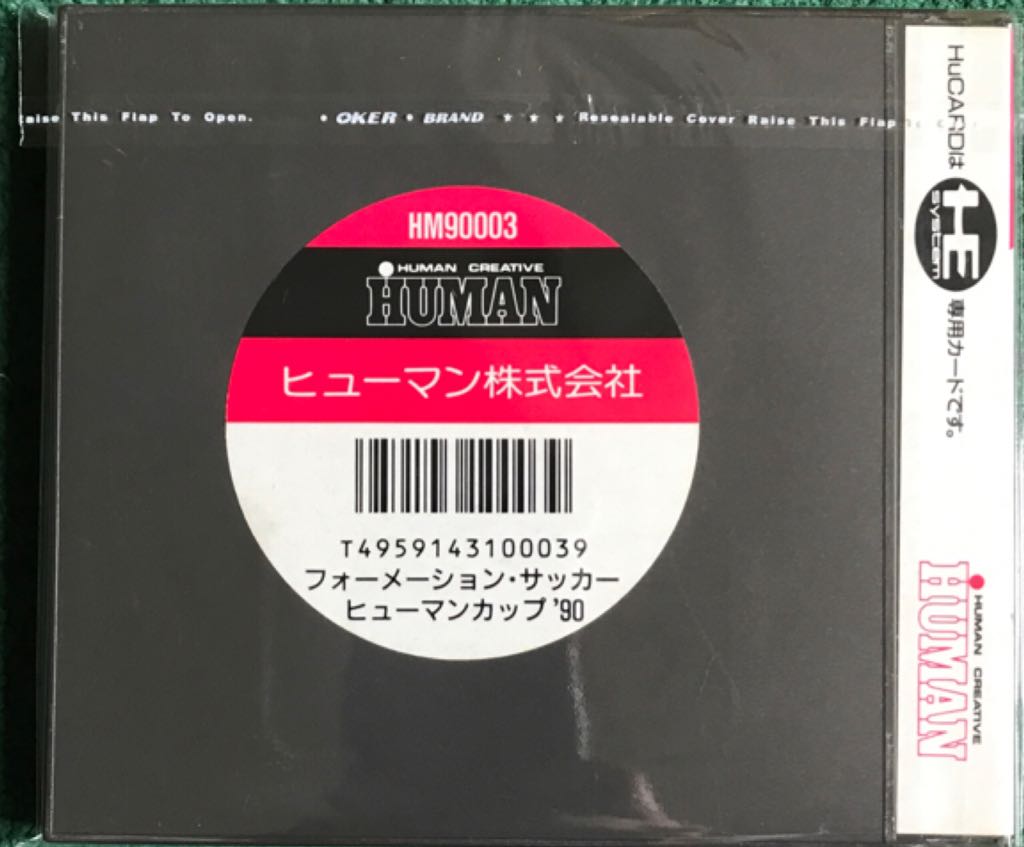 aise This Flap To Open. • OKER • BRAND * * * Resealable Cover Raise This Flap
HM90003
HUMAN CREATIVE
HUMAN
ヒューマン株式会社
T4959143100039
フォーメーション・サッカー
ヒューマンカップ'90
HuCARDは HE system 専用カードです。
HUMAN CREATIVE
HUMAN